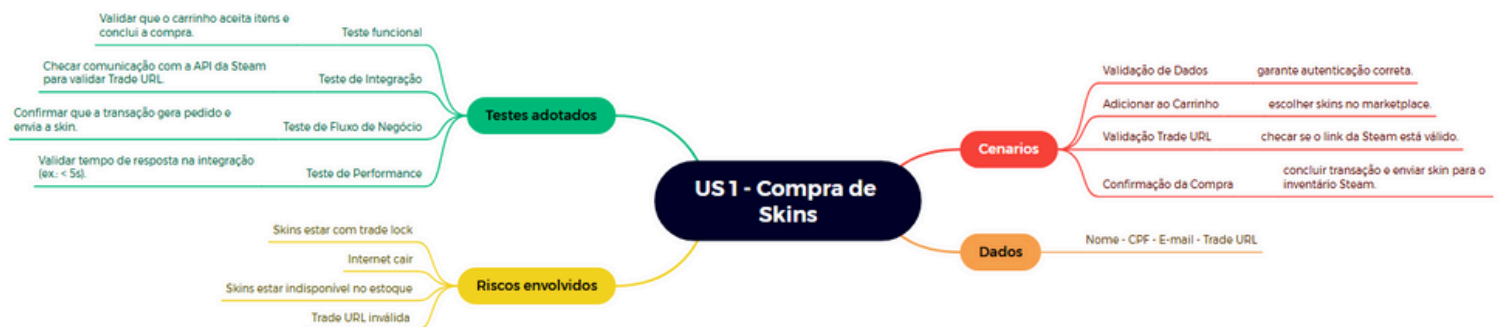 Validar que o carrinho aceita itens e
conclui a compra.
Teste funcional
Checar comunicação com a API da Steam
para validar Trade URL.
Teste de Integração
Confirmar que a transação gera pedido e
envia a skin.
Teste de Fluxo de Negócio
Validar tempo de resposta na integração
(ex.: < 5s).
Teste de Performance
Testes adotados
Skins estar com trade lock
Internet cair
Skins estar indisponível no estoque
Trade URL inválida
Riscos envolvidos
US 1 - Compra de
Skins
Cenarios
Validação de Dados
garante autenticação correta.
Adicionar ao Carrinho
escolher skins no marketplace.
Validação Trade URL
checar se o link da Steam está válido.
Confirmação da Compra
concluir transação e enviar skin para o
inventário Steam.
Dados
Nome - CPF - E-mail - Trade URL